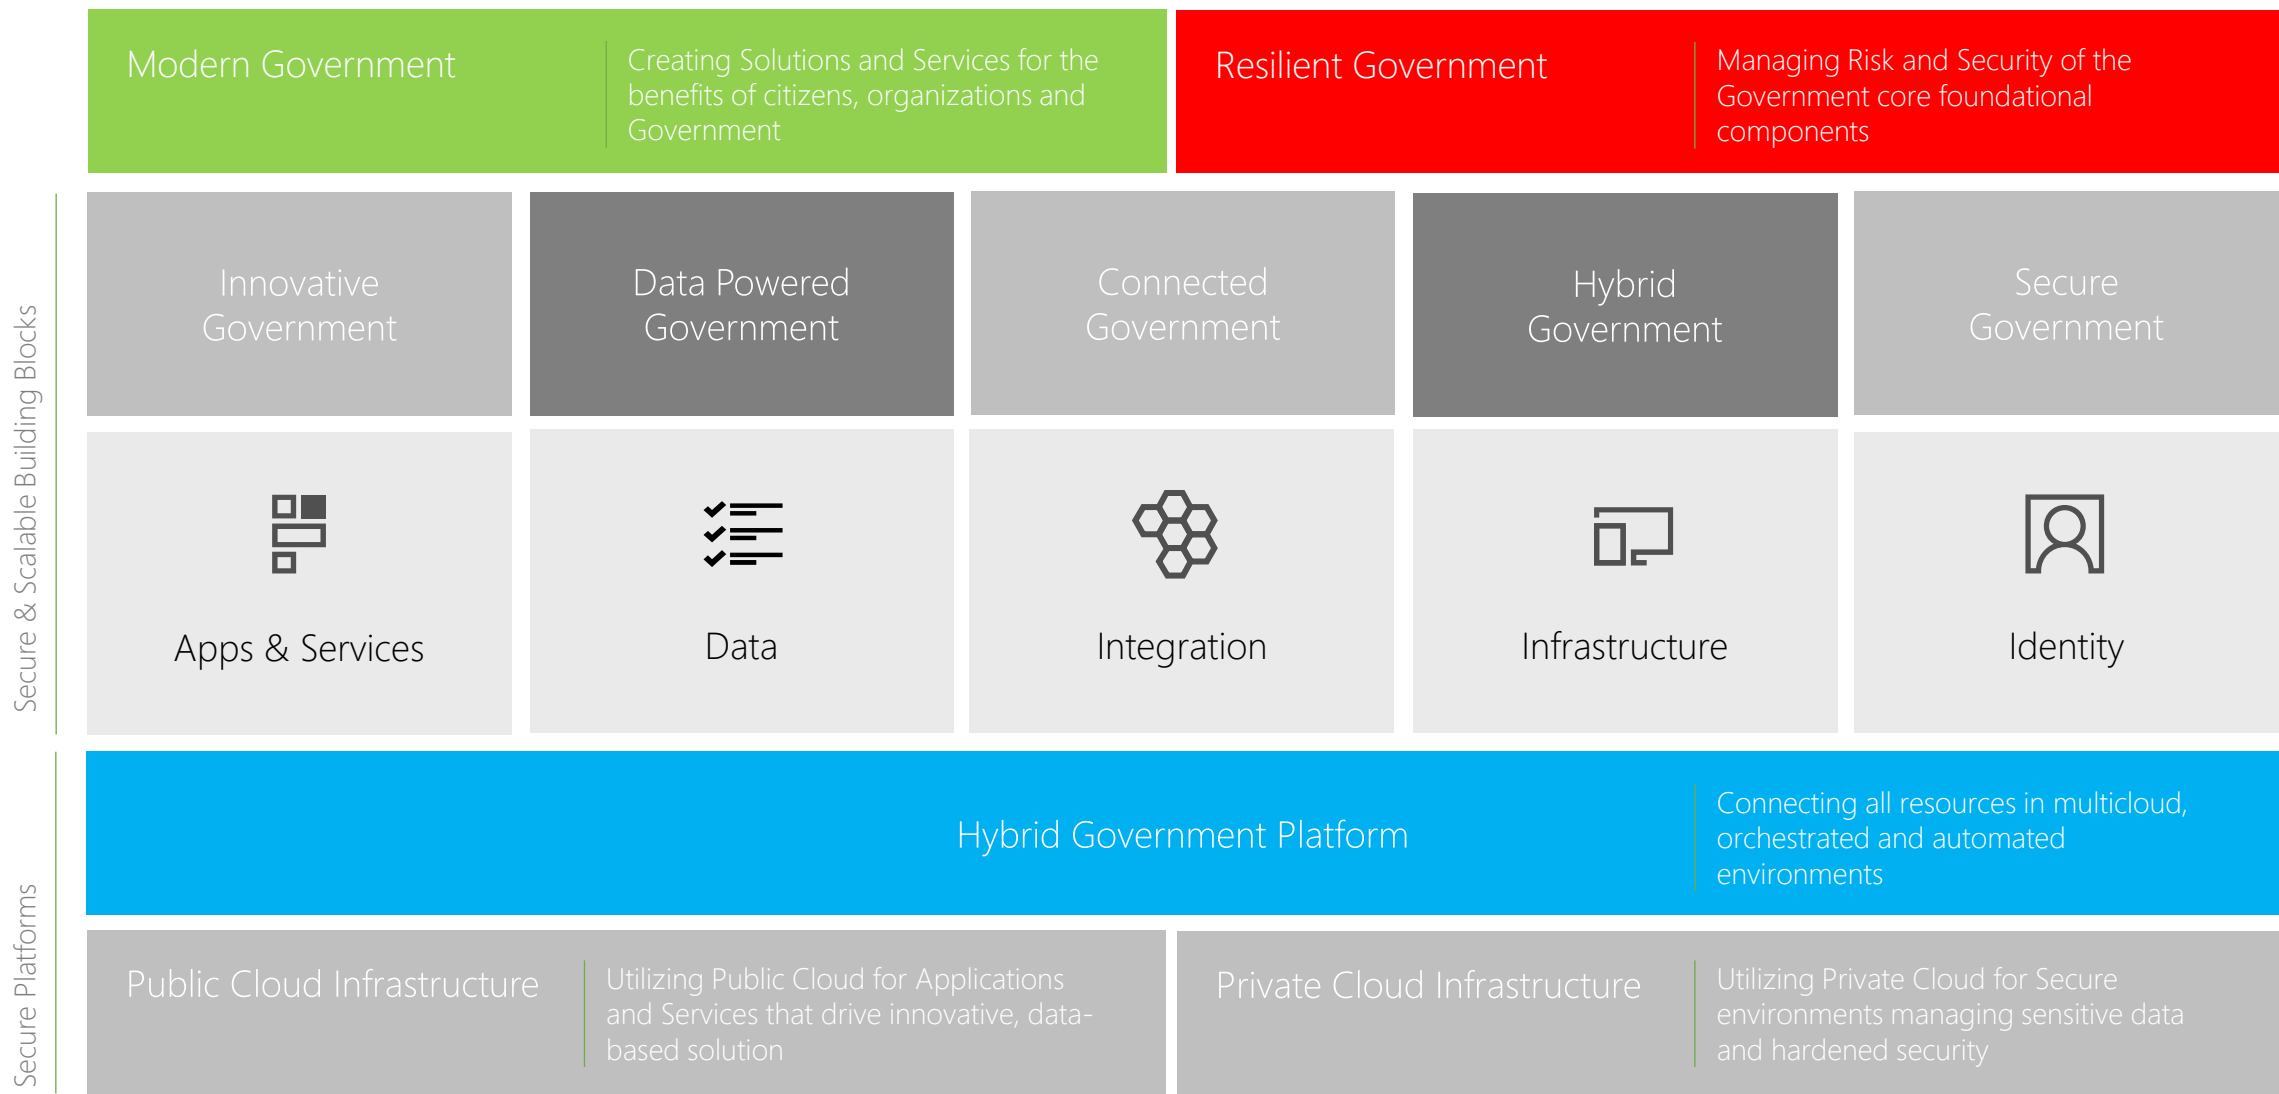 Modern Government
Creating Solutions and Services for the
benefits of citizens, organizations and
Government
Resilient Government
Managing Risk and Security of the
Government core foundational
components
Secure & Scalable Building Blocks
Innovative
Government
Data Powered
Government
Connected
Government
Hybrid
Government
Secure
Government
Apps & Services
Data
Integration
Infrastructure
Identity
Secure Platforms
Hybrid Government Platform
Connecting all resources in multicloud,
orchestrated and automated
environments
Public Cloud Infrastructure
Utilizing Public Cloud for Applications
and Services that drive innovative, data-
based solution
Private Cloud Infrastructure
Utilizing Private Cloud for Secure
environments managing sensitive data
and hardened security